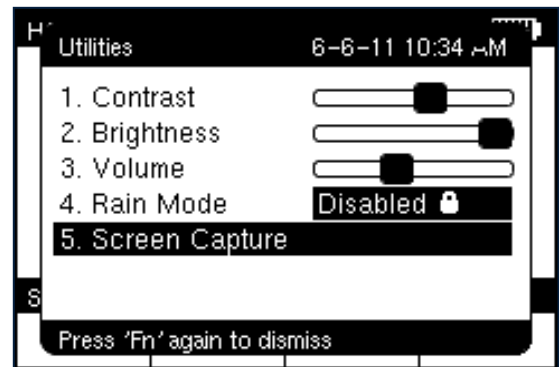 Utilities 6-6-11 10:34 AM
1. Contrast
2. Brightness
3. Volume
4. Rain Mode Disabled
5. Screen Capture
Press 'Fn' again to dismiss